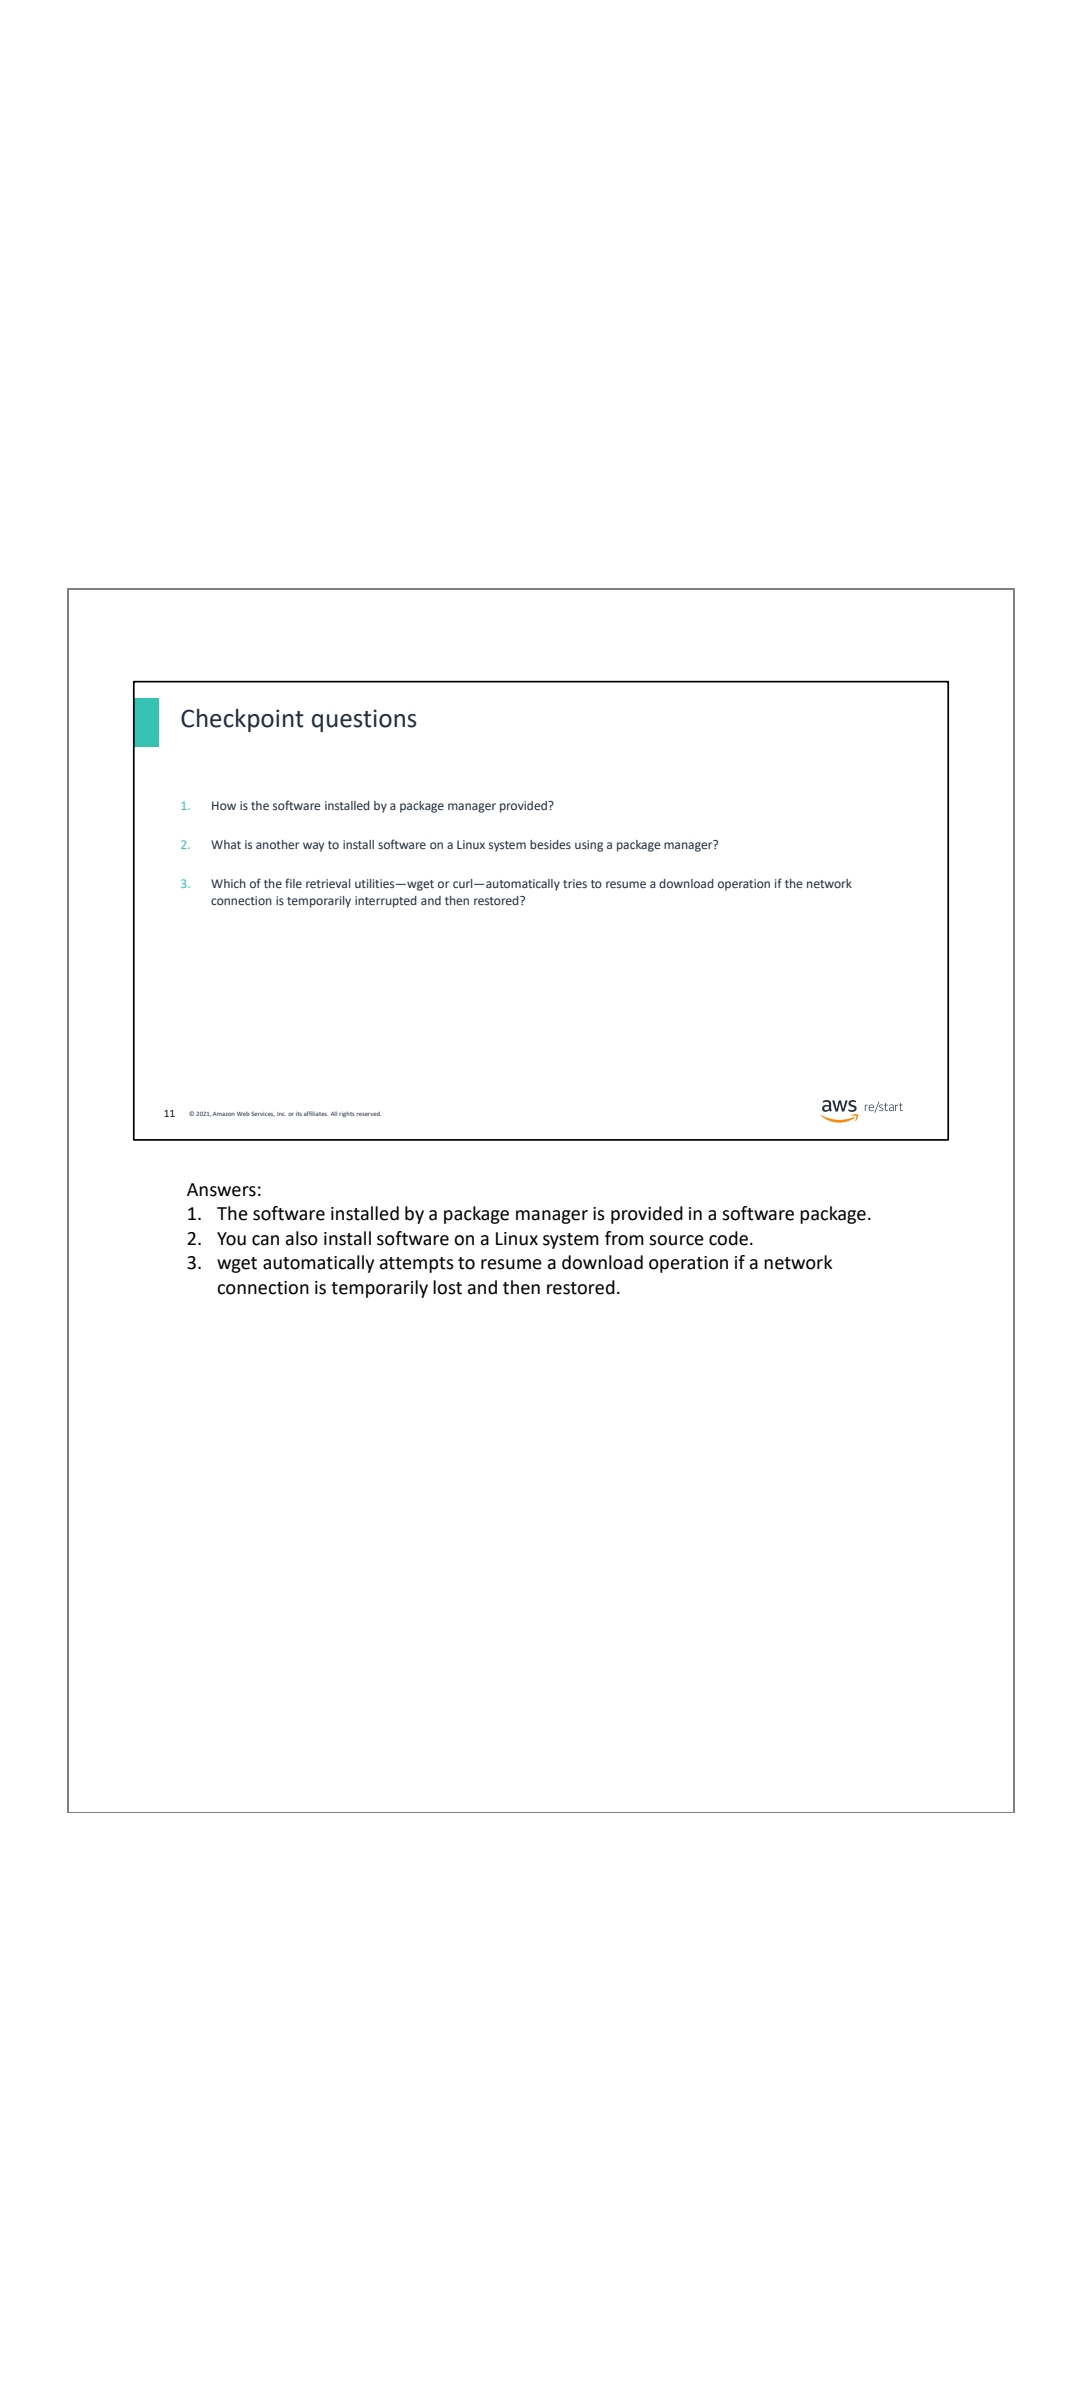 Checkpoint questions
1. How is the software installed by a package manager provided?
2. What is another way to install software on a Linux system besides using a package manager?
3. Which of the file retrieval utilities—wget or curl—automatically tries to resume a download operation if the network
connection is temporarily interrupted and then restored?
11 © 2021, Amazon Web Services, Inc. or its affiliates. All rights reserved.
aws re/start
Answers:
1. The software installed by a package manager is provided in a software package.
2. You can also install software on a Linux system from source code.
3. wget automatically attempts to resume a download operation if a network
connection is temporarily lost and then restored.